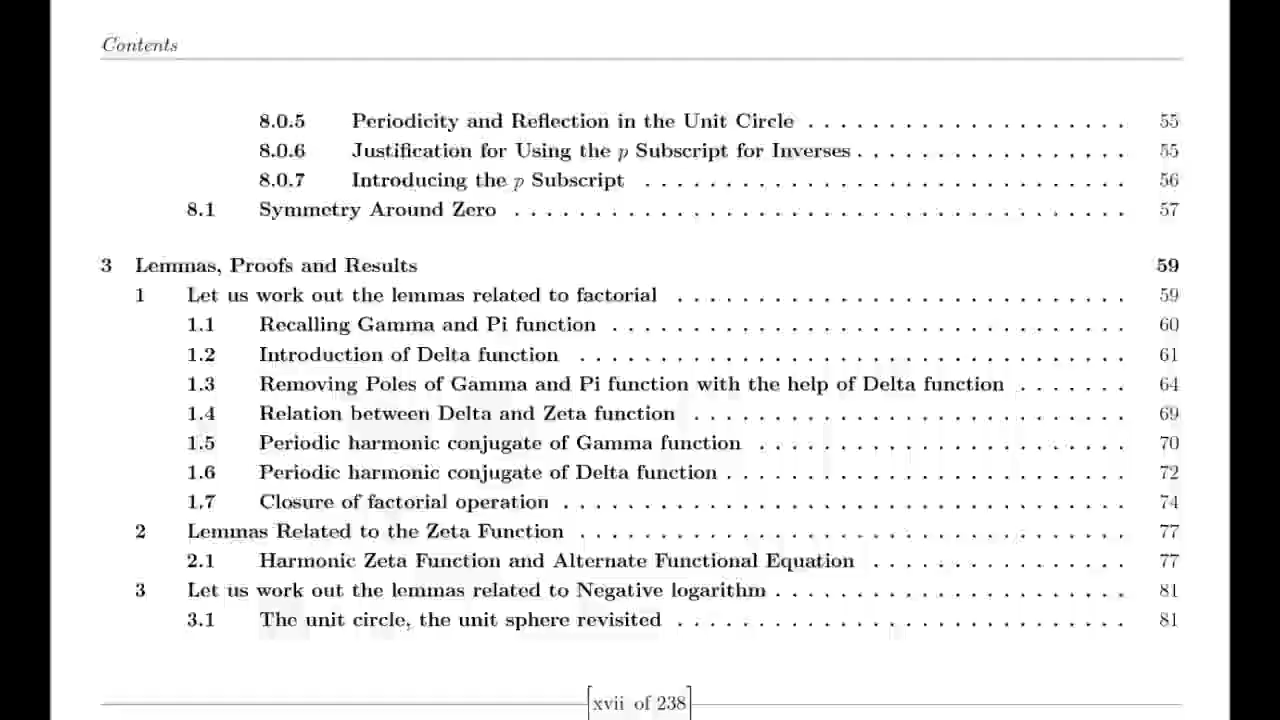 Contents
8.0.5 Periodicity and Reflection in the Unit Circle . . . . . . . . . . . . . . . . . . . . 55
8.0.6 Justification for Using the p Subscript for Inverses . . . . . . . . . . . . . . . . . 55
8.0.7 Introducing the p Subscript . . . . . . . . . . . . . . . . . . . . . . . . . . . . . . 56
8.1 Symmetry Around Zero . . . . . . . . . . . . . . . . . . . . . . . . . . . . . . . . . . . . . . 57
3 Lemmas, Proofs and Results 59
1 Let us work out the lemmas related to factorial . . . . . . . . . . . . . . . . . . . . . . . . . . . . 59
1.1 Recalling Gamma and Pi function . . . . . . . . . . . . . . . . . . . . . . . . . . . . . . . . 60
1.2 Introduction of Delta function . . . . . . . . . . . . . . . . . . . . . . . . . . . . . . . . . . 61
1.3 Removing Poles of Gamma and Pi function with the help of Delta function . . . . . . . 64
1.4 Relation between Delta and Zeta function . . . . . . . . . . . . . . . . . . . . . . . . . . . 69
1.5 Periodic harmonic conjugate of Gamma function . . . . . . . . . . . . . . . . . . . . . . . 70
1.6 Periodic harmonic conjugate of Delta function . . . . . . . . . . . . . . . . . . . . . . . . . 72
1.7 Closure of factorial operation . . . . . . . . . . . . . . . . . . . . . . . . . . . . . . . . . . . 74
2 Lemmas Related to the Zeta Function . . . . . . . . . . . . . . . . . . . . . . . . . . . . . . . . . . 77
2.1 Harmonic Zeta Function and Alternate Functional Equation . . . . . . . . . . . . . . . . 77
3 Let us work out the lemmas related to Negative logarithm . . . . . . . . . . . . . . . . . . . . . . 81
3.1 The unit circle, the unit sphere revisited . . . . . . . . . . . . . . . . . . . . . . . . . . . . 81
[xvii of 238]